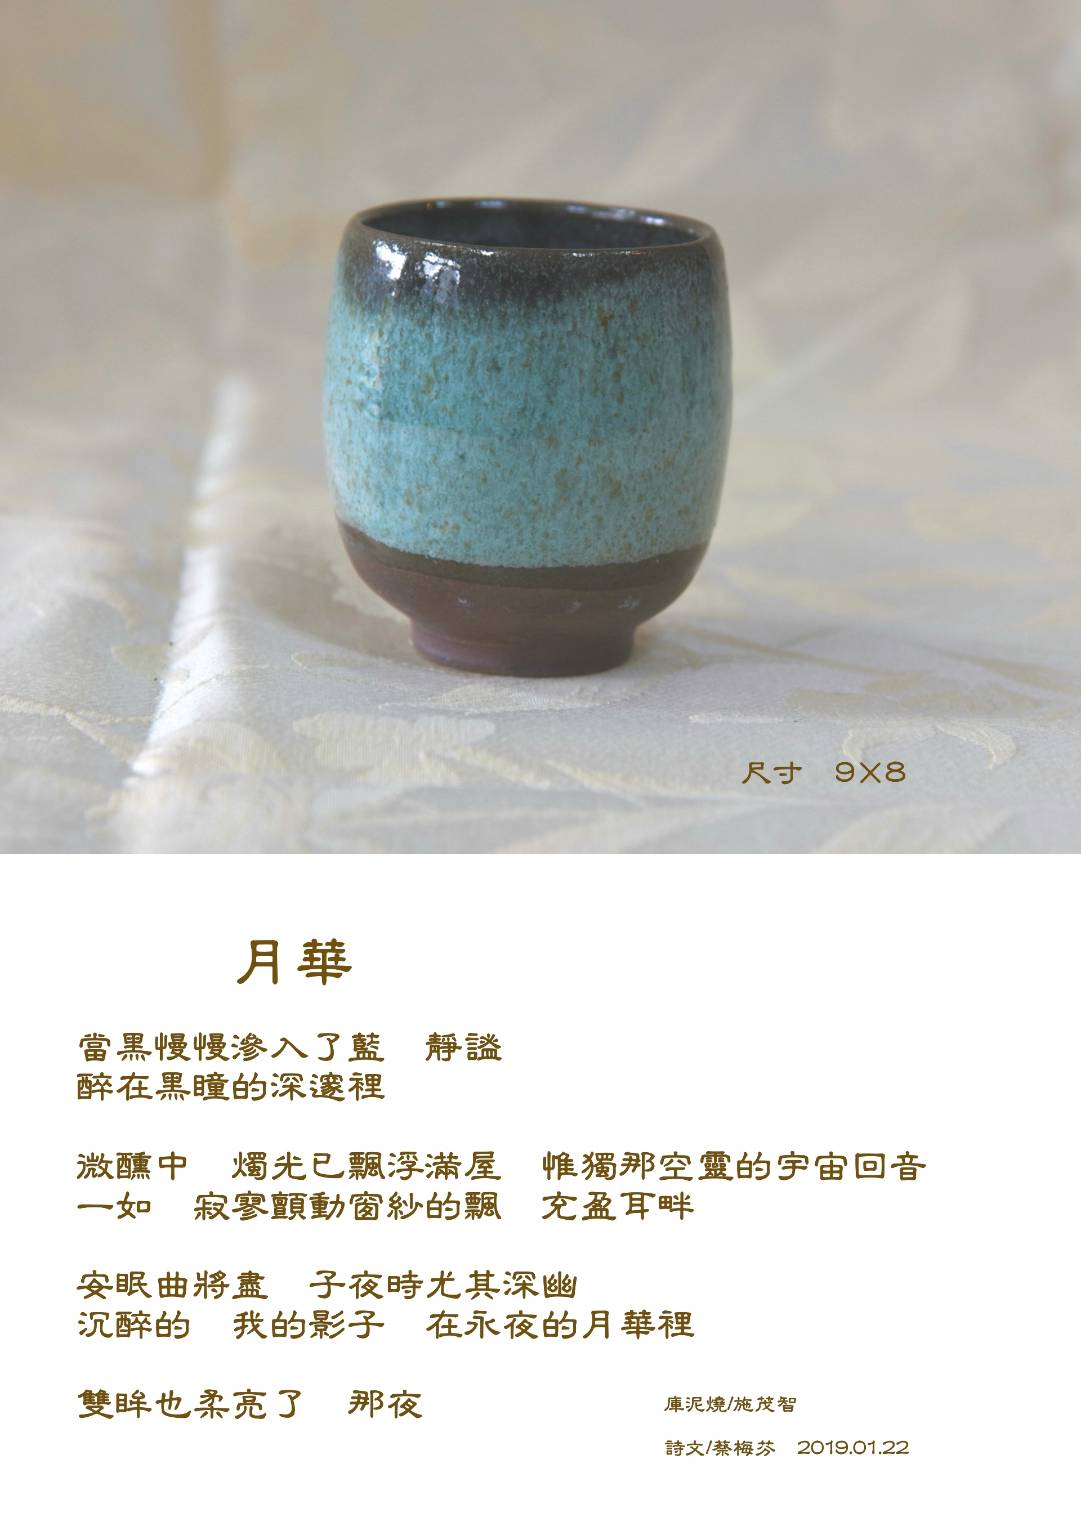 尺寸　9X8
月華
當黑慢慢滲入了藍　靜謐
醉在黑瞳的深邃裡
微醺中　燭光已飄浮滿屋　惟獨那空靈的宇宙回音
一如　寂寥顫動窗紗的飄　充盈耳畔
安眠曲將盡　子夜時尤其深幽
沉醉的　我的影子　在永夜的月華裡
雙眸也柔亮了　那夜
庫泥燒/施茂智
詩文/蔡梅芬　2019.01.22